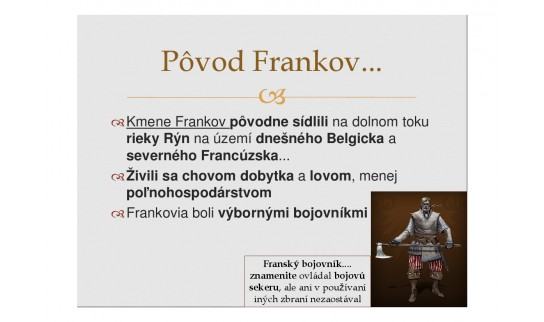 Pôvod Frankov...
Kmene Frankov pôvodne sídlili na dolnom toku
rieky Rýn na území dnešného Belgicka a
severného Francúzska...
Živili sa chovom dobytka a lovom, menej
poľnohospodárstvom
Frankovia boli výbornými bojovníkmi
Franský bojovník....
znamenite ovládal bojovú
sekeru, ale ani v používaní
iných zbraní nezaostával